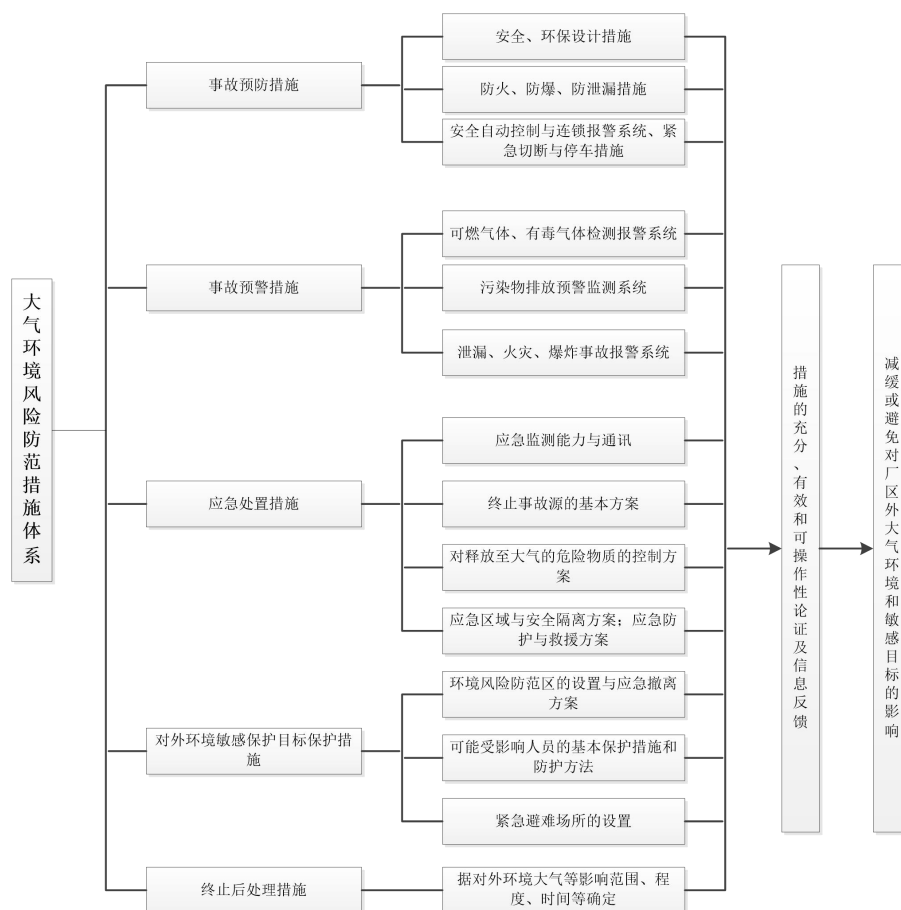 大气环境风险防范措施体系
事故预防措施
安全、环保设计措施
防火、防爆、防泄漏措施
安全自动控制与连锁报警系统、紧
急切断与停车措施
事故预警措施
可燃气体、有毒气体检测报警系统
污染物排放预警监测系统
泄漏、火灾、爆炸事故报警系统
应急处置措施
应急监测能力与通讯
终止事故源的基本方案
对释放至大气的危险物质的控制方
案
应急区域与安全隔离方案；应急防
护与救援方案
对外环境敏感保护目标保护措
施
环境风险防范区的设置与应急撤离
方案
可能受影响人员的基本保护措施和
防护方法
紧急避难场所的设置
终止后处理措施
据对外环境大气等影响范围、程
度、时间等确定
措施的充分、有效和可操作性论证及信息反馈
减缓或避免对厂区外大气环境和敏感目标的影响